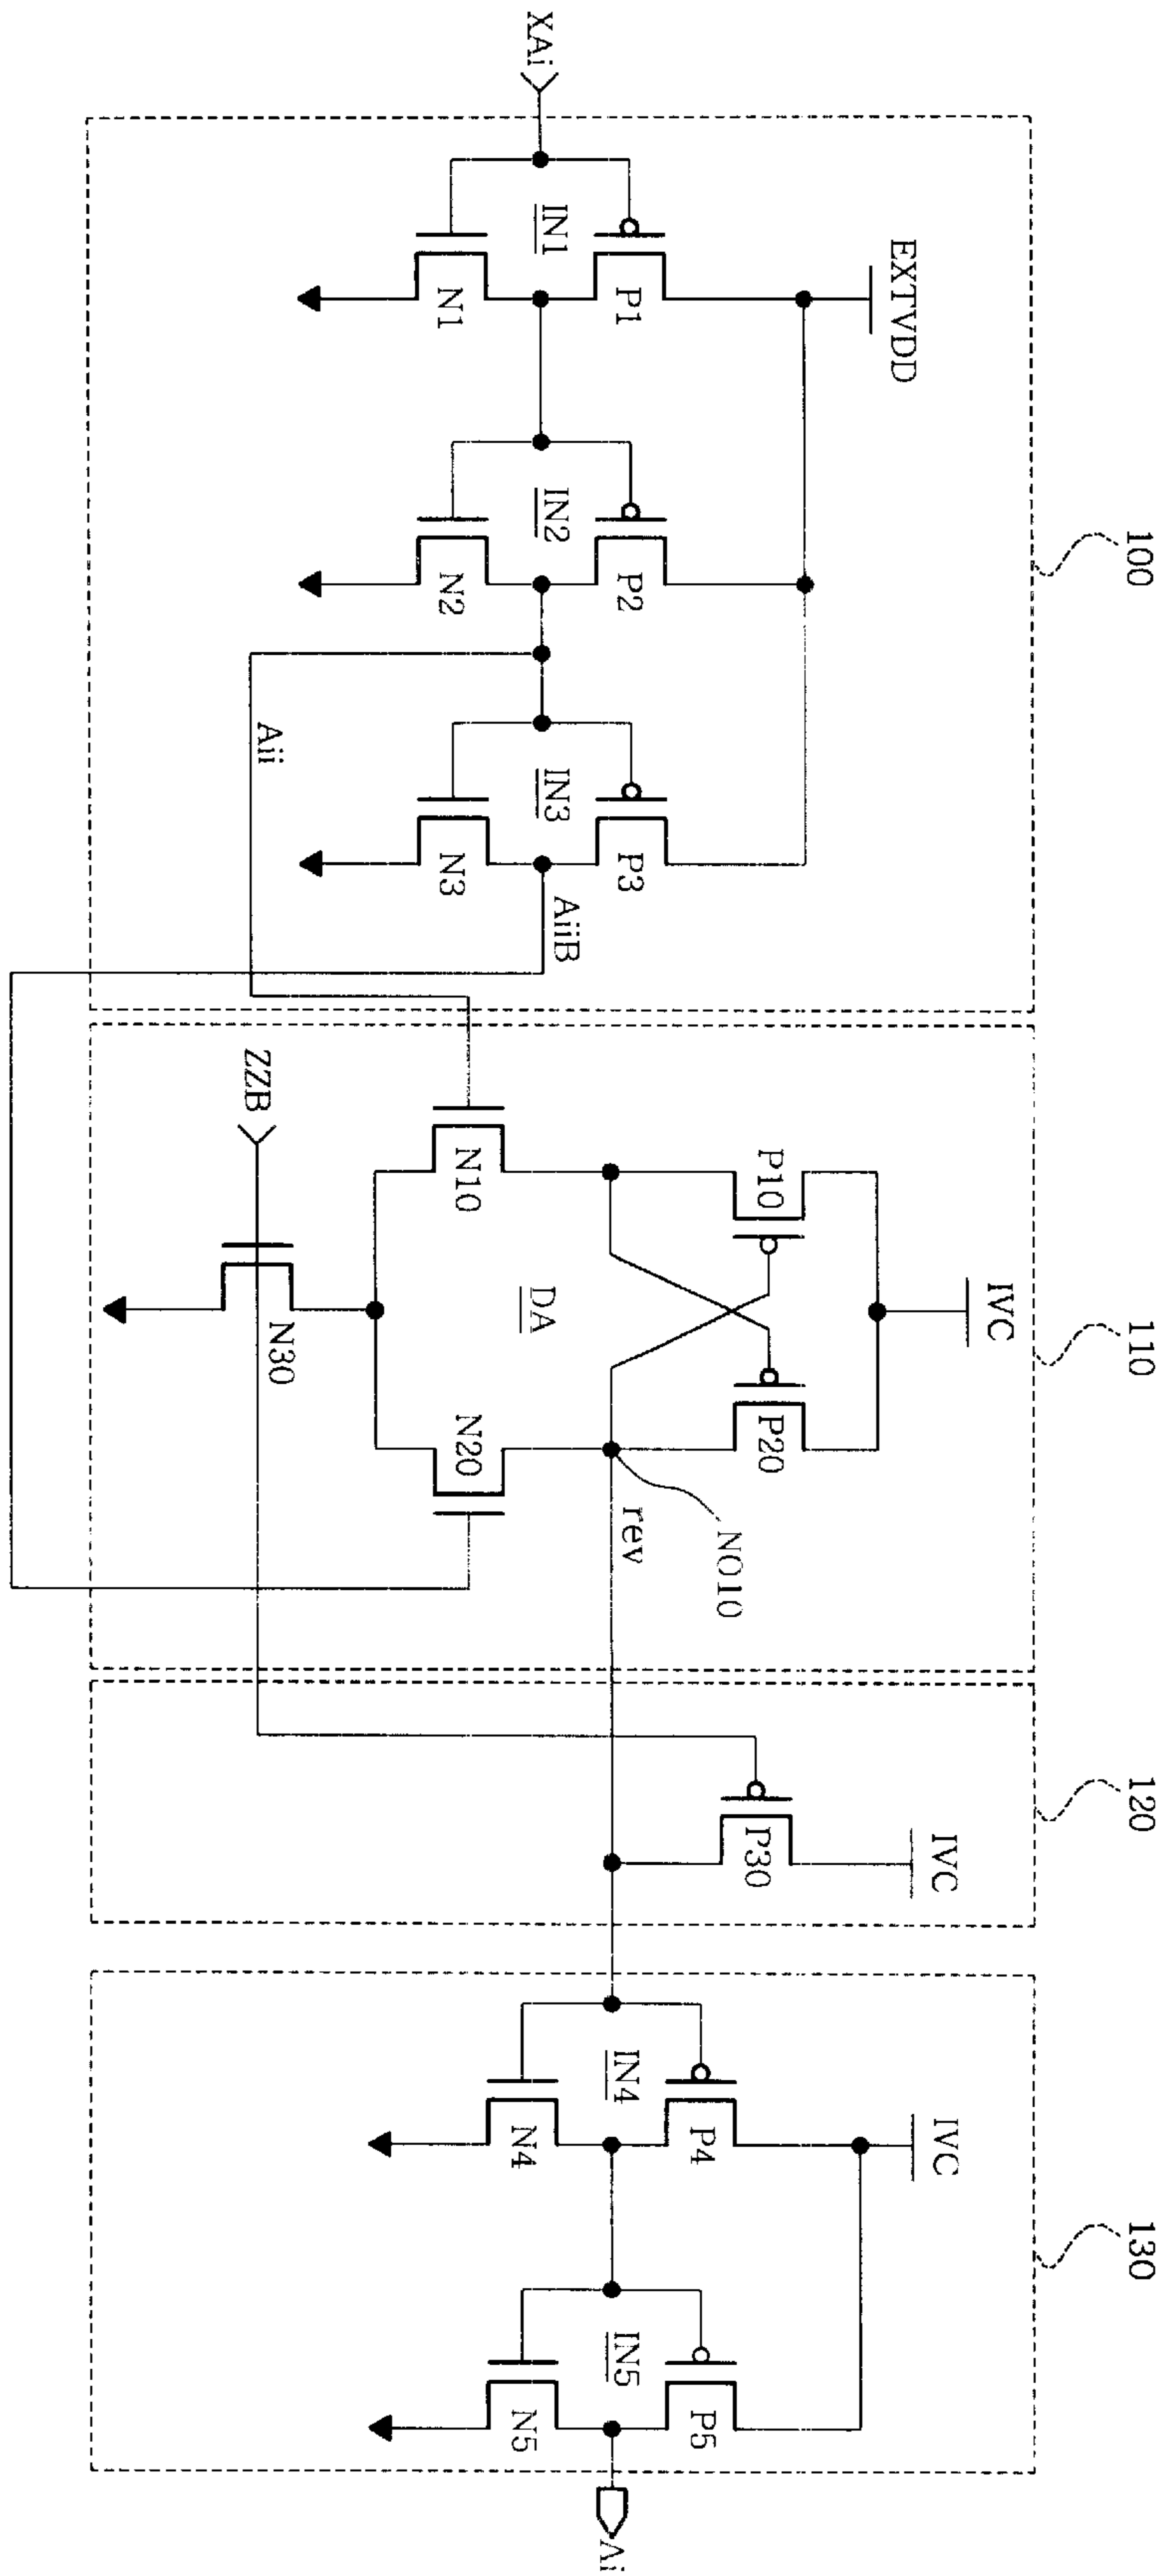 100
110
120
130
EXTVDD
IVC
IVC
IVC
XAi
IN1
P1
N1
IN2
P2
N2
IN3
P3
N3
Aii
AiiB
P10
P20
N10
N20
DA
ZZB
N30
NO10
rev
P30
IN4
P4
N4
IN5
P5
N5
Ai